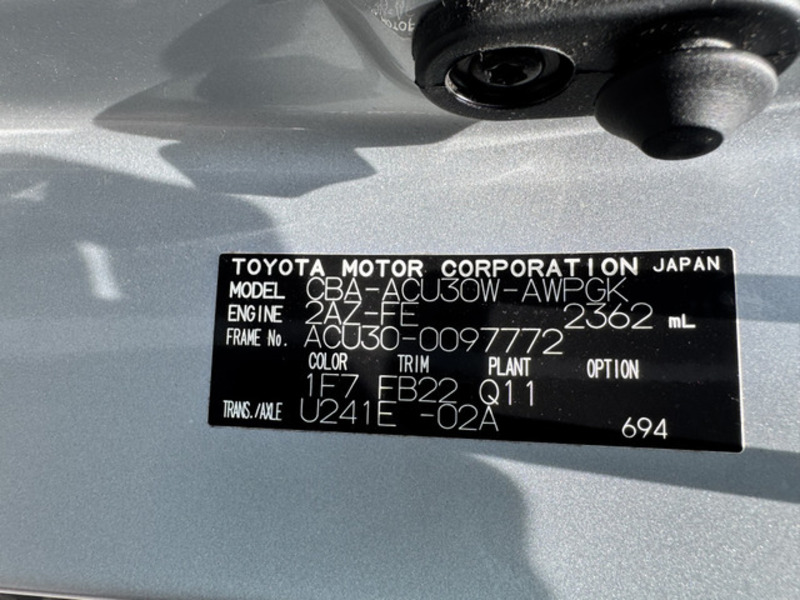 TOYOTA MOTOR CORPORATION JAPAN
MODEL CBA-ACU30W-AWPGK
ENGINE 2AZ-FE 2362 mL
FRAME No. ACU30-0097772
COLOR TRIM PLANT OPTION
1F7 FB22 Q11
TRANS./AXLE U241E -02A 694